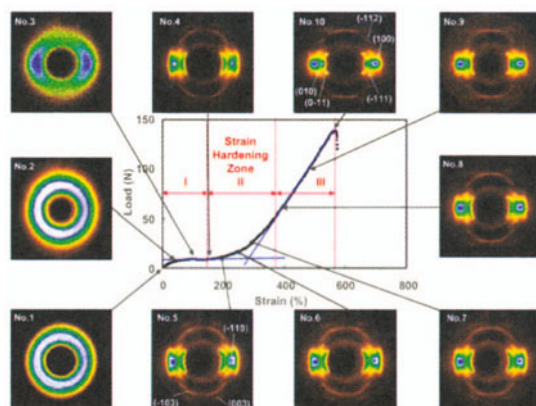 No.3
No.4
No.10
(-112)
(100)
(010)
(0-11)
(-111)
No.9
No.2
No.8
No.1
No.5
(-110)
(-103)
(003)
No.6
No.7
150
100
50
0
Load (N)
Strain
Hardening
Zone
I
II
III
0
200
400
600
800
Strain (%)